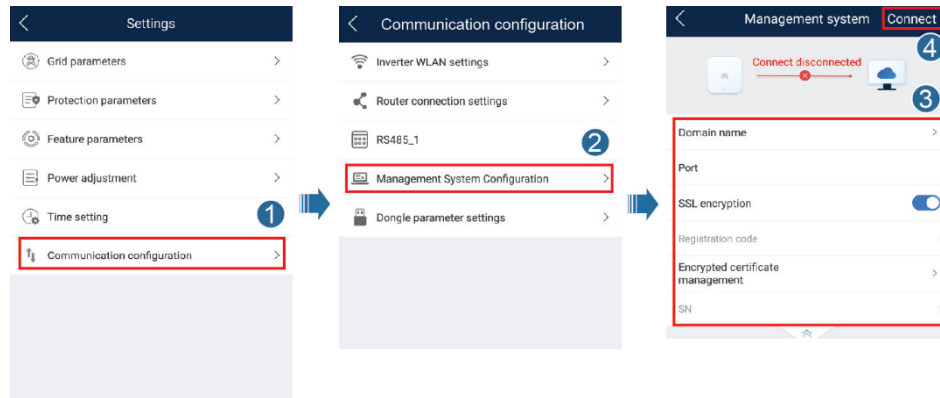 Settings
Grid parameters
Protection parameters
Feature parameters
Power adjustment
Time setting
1
Communication configuration
Communication configuration
Inverter WLAN settings
Router connection settings
RS485_1
2
Management System Configuration
Dongle parameter settings
Management system Connect
4
Connect disconnected
3
Domain name
Port
SSL encryption
Registration code
Encrypted certificate
management
SN